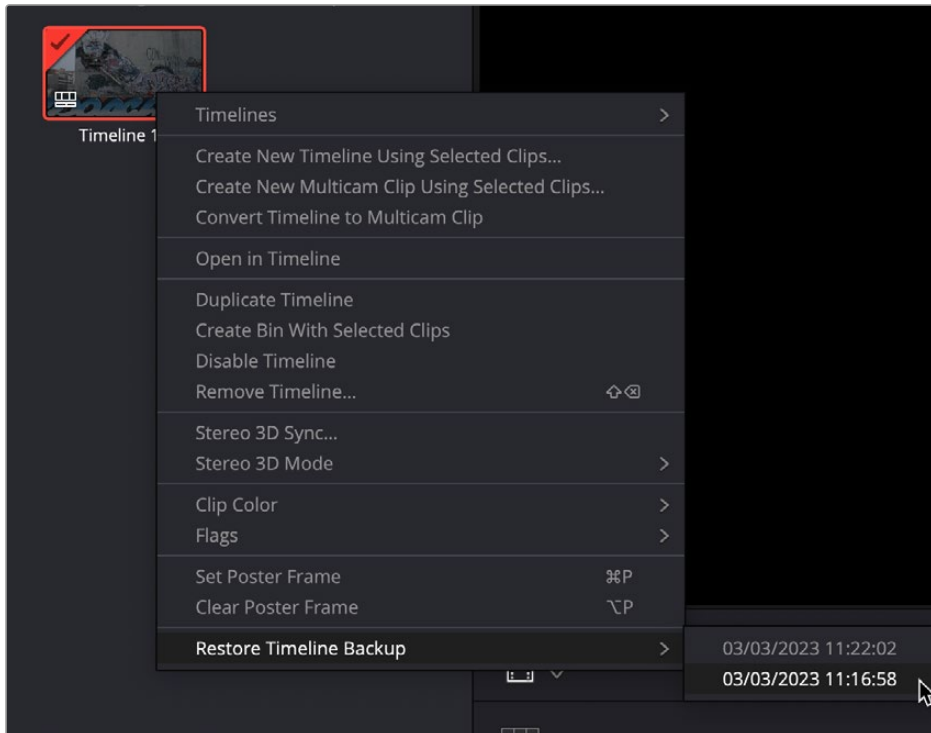 Timeline 1
Timelines
Create New Timeline Using Selected Clips...
Create New Multicam Clip Using Selected Clips...
Convert Timeline to Multicam Clip
Open in Timeline
Duplicate Timeline
Create Bin With Selected Clips
Disable Timeline
Remove Timeline... ⇧⌫
Stereo 3D Sync...
Stereo 3D Mode
Clip Color
Flags
Set Poster Frame ⌘P
Clear Poster Frame ⌥P
Restore Timeline Backup
03/03/2023 11:22:02
03/03/2023 11:16:58